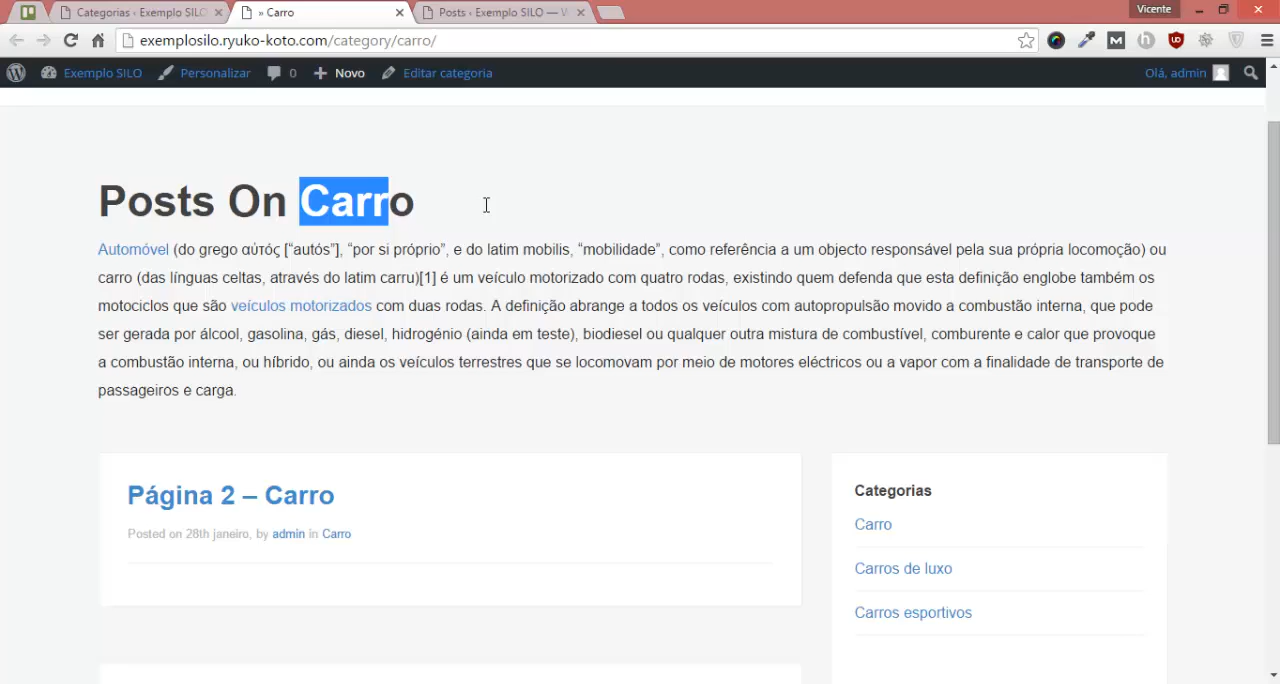 Categorias ‹ Exemplo SILO
» Carro
Posts ‹ Exemplo SILO — W
Vicente
exemplosilo.ryuko-koto.com/category/carro/
Exemplo SILO Personalizar 0 Novo Editar categoria Olá, admin
Posts On Carro
Automóvel (do grego αὐτός [“autós”], “por si próprio”, e do latim mobilis, “mobilidade”, como referência a um objecto responsável pela sua própria locomoção) ou
carro (das línguas celtas, através do latim carru)[1] é um veículo motorizado com quatro rodas, existindo quem defenda que esta definição englobe também os
motociclos que são veículos motorizados com duas rodas. A definição abrange a todos os veículos com autopropulsão movido a combustão interna, que pode
ser gerada por álcool, gasolina, gás, diesel, hidrogénio (ainda em teste), biodiesel ou qualquer outra mistura de combustível, comburente e calor que provoque
a combustão interna, ou híbrido, ou ainda os veículos terrestres que se locomovam por meio de motores eléctricos ou a vapor com a finalidade de transporte de
passageiros e carga.
Página 2 – Carro
Posted on 28th janeiro, by admin in Carro
Categorias
Carro
Carros de luxo
Carros esportivos